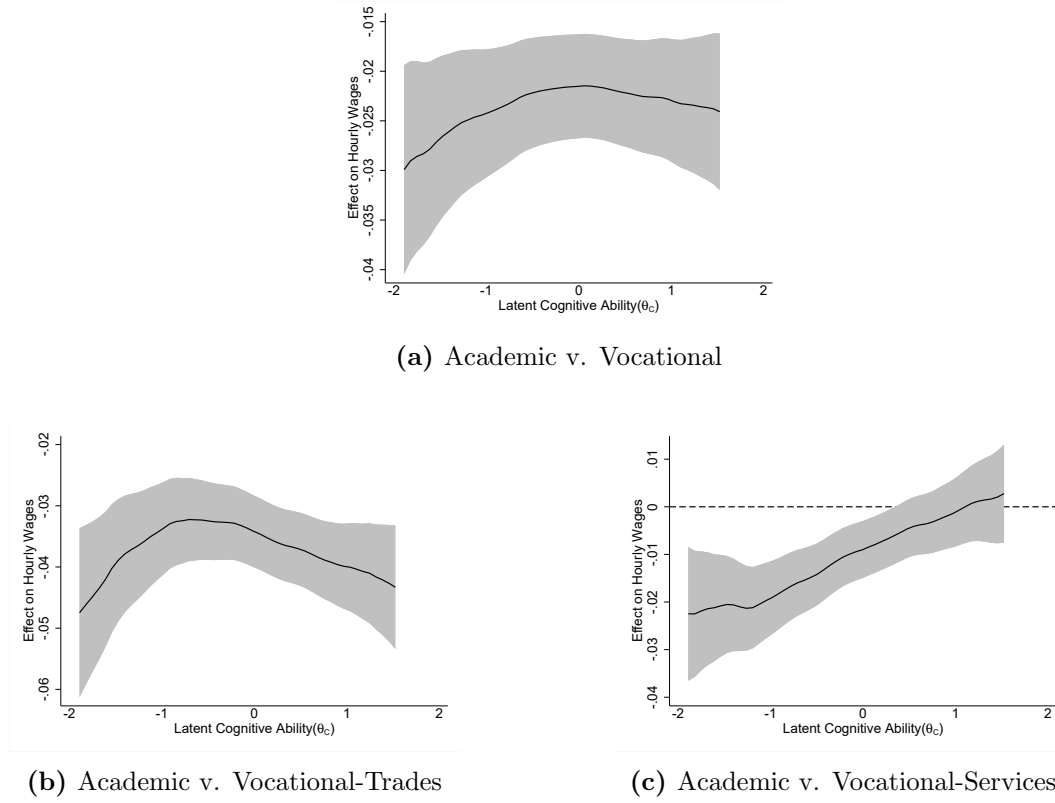 -.015
-.02
-.025
-.03
-.035
-.04
Effect on Hourly Wages
-2 -1 0 1 2
Latent Cognitive Ability(θC)
(a) Academic v. Vocational
-.02
-.03
-.04
-.05
-.06
Effect on Hourly Wages
-2 -1 0 1 2
Latent Cognitive Ability(θC)
(b) Academic v. Vocational-Trades
.01
0
-.01
-.02
-.03
-.04
Effect on Hourly Wages
-2 -1 0 1 2
Latent Cognitive Ability(θC)
(c) Academic v. Vocational-Services